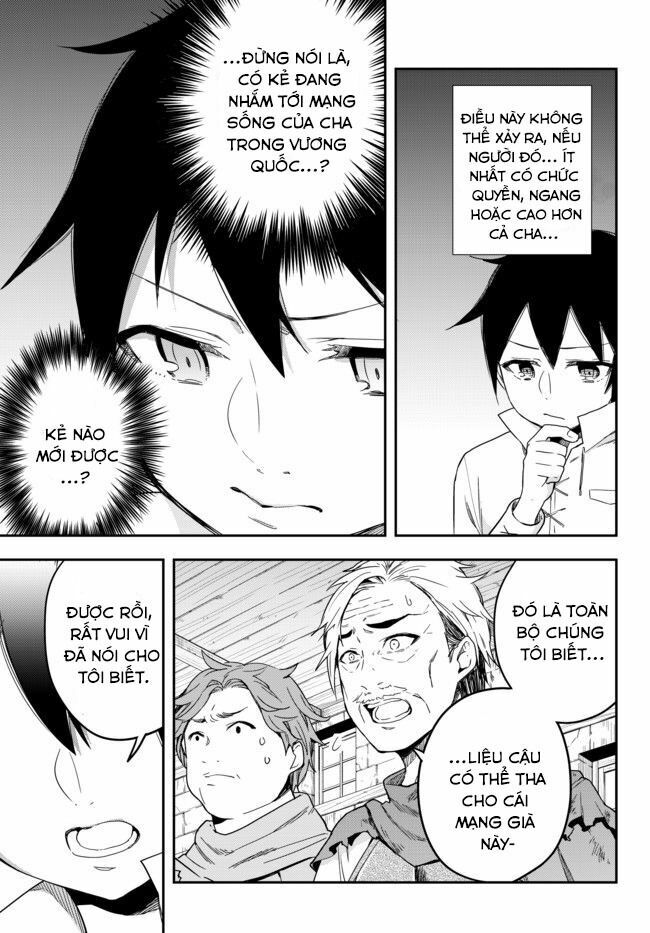 ĐIỀU NÀY KHÔNG
THỂ XẢY RA, NẾU
NGƯỜI ĐÓ... ÍT
NHẤT CÓ CHỨC
QUYỀN, NGANG
HOẶC CAO HƠN
CẢ CHA...
...ĐỪNG NÓI LÀ,
CÓ KẺ ĐANG
NHẮM TỚI MẠNG
SỐNG CỦA CHA
TRONG VƯƠNG
QUỐC...?
KẺ NÀO
MỚI ĐƯỢC
...?
ĐÓ LÀ TOÀN
BỘ CHÚNG
TÔI BIẾT...
...LIỆU CẬU
CÓ THỂ THA
CHO CÁI
MẠNG GIÀ
NÀY-
ĐƯỢC RỒI,
RẤT VUI VÌ
ĐÃ NÓI CHO
TÔI BIẾT.